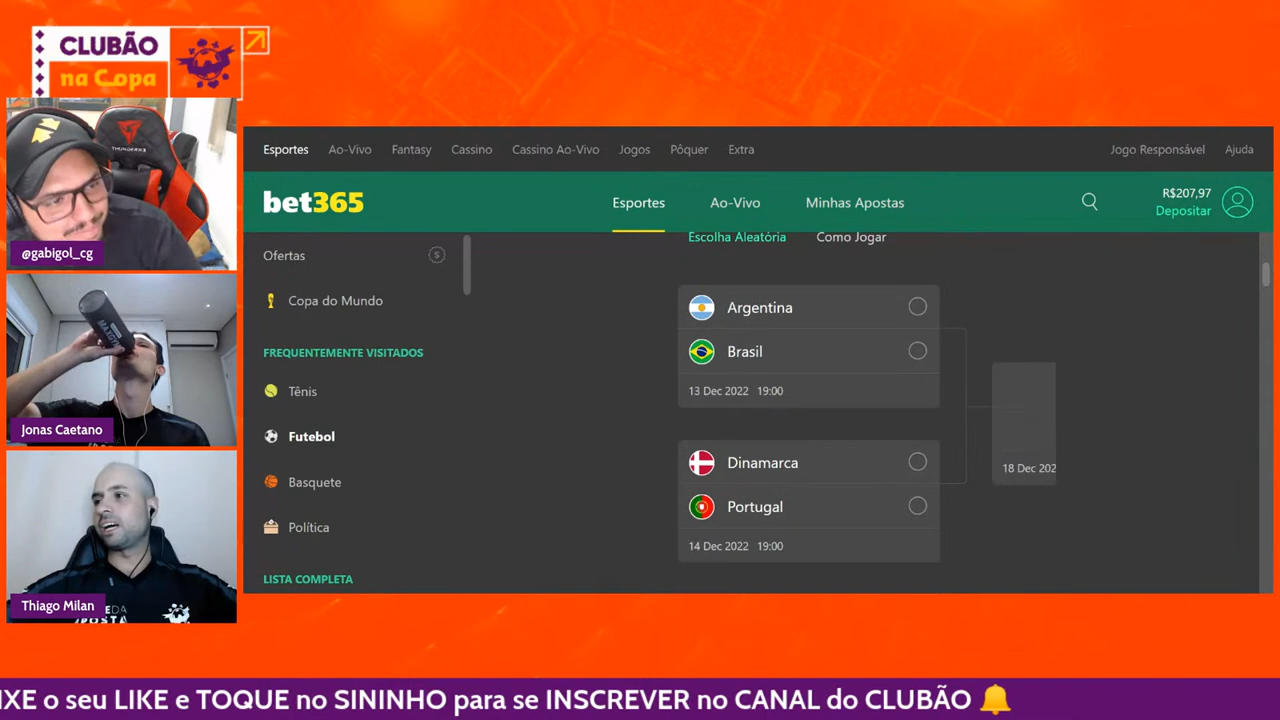 CLUBÃO
na Copa
THUNDERX3
@gabigol_cg
Jonas Caetano
Thiago Milan
Esportes Ao-Vivo Fantasy Cassino Cassino Ao-Vivo Jogos Pôquer Extra Jogo Responsável Ajuda
bet365 Esportes Ao-Vivo Minhas Apostas R$207,97
Depositar
Escolha Aleatória Como Jogar
Ofertas
Copa do Mundo
FREQUENTEMENTE VISITADOS
Tênis
Futebol
Basquete
Política
LISTA COMPLETA
Argentina
Brasil
13 Dec 2022 19:00
Dinamarca
Portugal
14 Dec 2022 19:00
18 Dec 202
IXE o seu LIKE e TOQUE no SININHO para se INSCREVER no CANAL do CLUBÃO